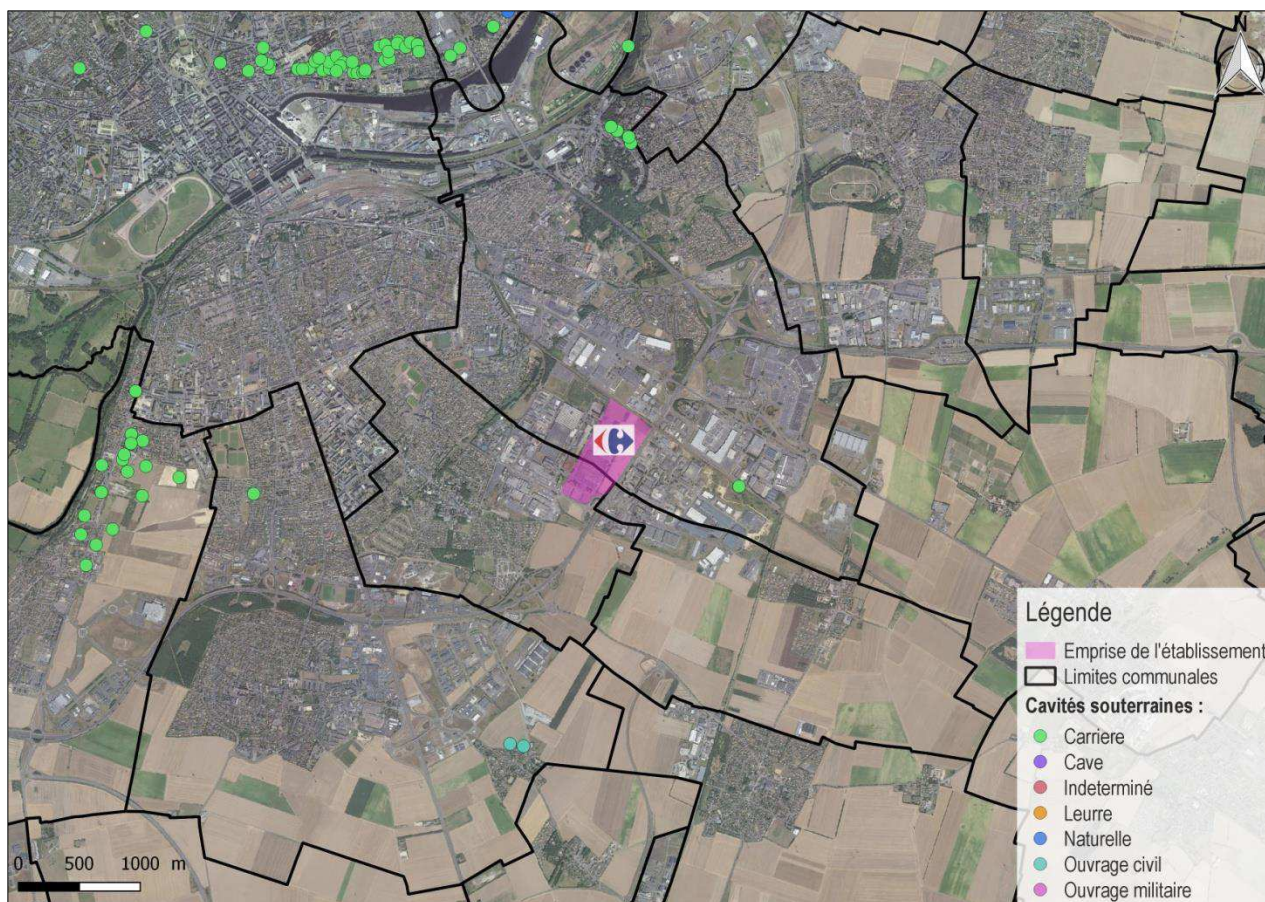 N
Légende
Emprise de l'établissement
Limites communales
Cavités souterraines :
Carriere
Cave
Indeterminé
Leurre
Naturelle
Ouvrage civil
Ouvrage militaire
0 500 1000 m